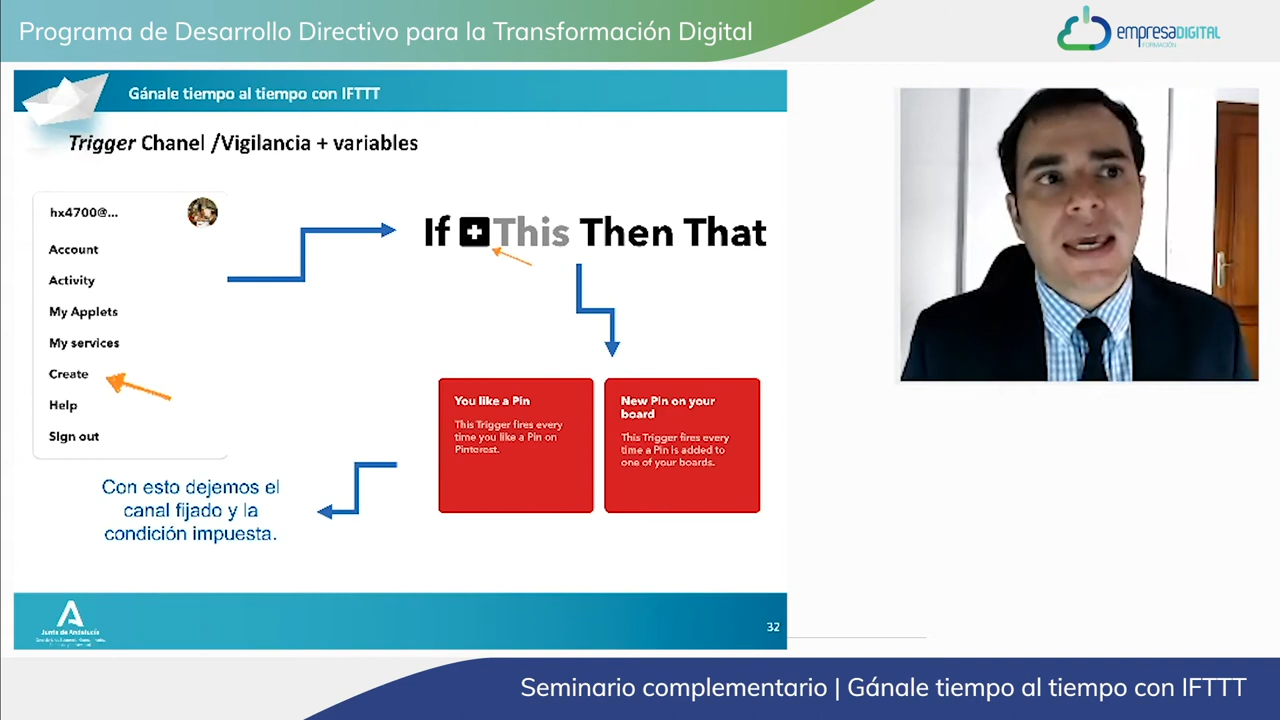 Programa de Desarrollo Directivo para la Transformación Digital
empresaDIGITAL
FORMACIÓN
Gánale tiempo al tiempo con IFTTT
Trigger Chanel /Vigilancia + variables
hx4700@...
Account
Activity
My Applets
My services
Create
Help
Sign out
If This Then That
You like a Pin
This Trigger fires every
time you like a Pin on
Pinterest.
New Pin on your
board
This Trigger fires every
time a Pin is added to
one of your boards.
Con esto dejemos el
canal fijado y la
condición impuesta.
Junta de Andalucía
32
Seminario complementario | Gánale tiempo al tiempo con IFTTT